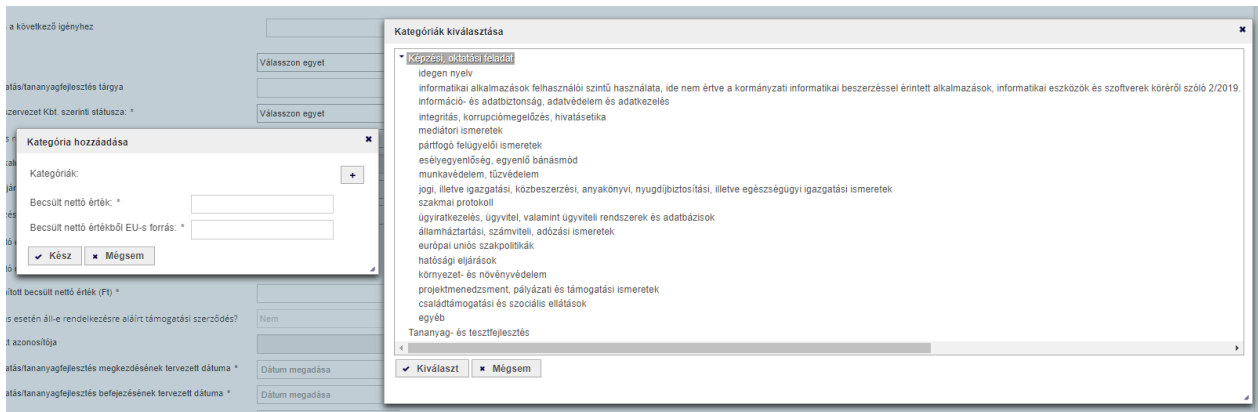 a következő igényhez
Válasszon egyet
atás/tananyagfejlesztés tárgya
szervezet Kbt. szerinti státusza: *
Válasszon egyet
Kategória hozzáadása
Kategóriák:
+
Becsült nettó érték: *
Becsült nettó értékből EU-s forrás: *
Kész
Mégsem
ított becsült nettó érték (Ft) *
s esetén áll-e rendelkezésre aláírt támogatási szerződés?
Nem
kt azonosítója
atás/tananyagfejlesztés megkezdésének tervezett dátuma *
Dátum megadása
atás/tananyagfejlesztés befejezésének tervezett dátuma *
Dátum megadása
Kategóriák kiválasztása
Képzési, oktatási feladat
idegen nyelv
informatikai alkalmazások felhasználói szintű használata, ide nem értve a kormányzati informatikai beszerzéssel érintett alkalmazások, informatikai eszközök és szoftverek köréről szóló 2/2019.
információ- és adatbiztonság, adatvédelem és adatkezelés
integritás, korrupciómegelőzés, hivatásetika
mediátori ismeretek
pártfogó felügyelői ismeretek
esélyegyenlőség, egyenlő bánásmód
munkavédelem, tűzvédelem
jogi, illetve igazgatási, közbeszerzési, anyakönyvi, nyugdíjbiztosítási, illetve egészségügyi igazgatási ismeretek
szakmai protokoll
ügyiratkezelés, ügyvitel, valamint ügyviteli rendszerek és adatbázisok
államháztartási, számviteli, adózási ismeretek
európai uniós szakpolitikák
hatósági eljárások
környezet- és növényvédelem
projektmenedzsment, pályázati és támogatási ismeretek
családtámogatási és szociális ellátások
egyéb
Tananyag- és tesztfejlesztés
Kiválaszt
Mégsem